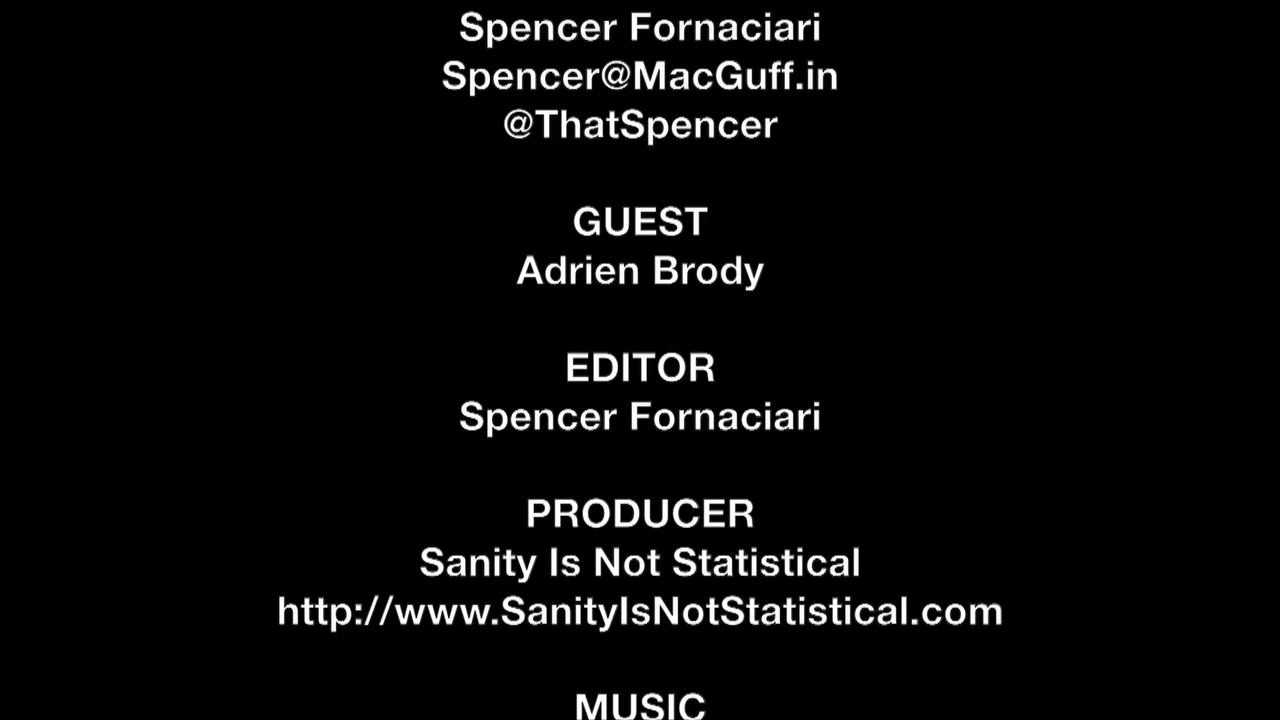 Spencer Fornaciari
Spencer@MacGuff.in
@ThatSpencer
GUEST
Adrien Brody
EDITOR
Spencer Fornaciari
PRODUCER
Sanity Is Not Statistical
http://www.SanityIsNotStatistical.com
MUSIC